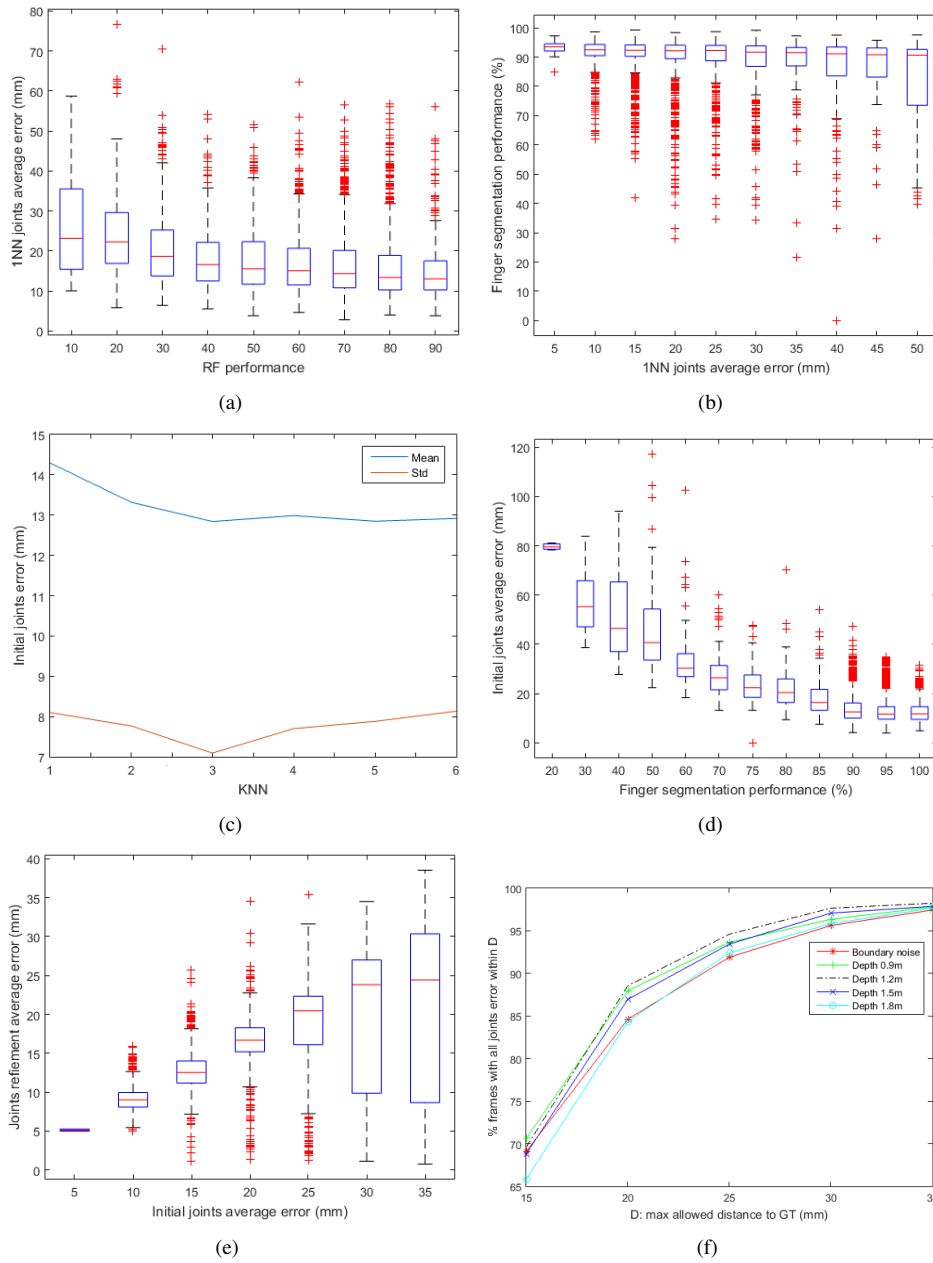 80
70
60
50
40
30
20
10
0
1NN joints average error (mm)
10 20 30 40 50 60 70 80 90
RF performance
(a)
100
90
80
70
60
50
40
30
20
10
0
Finger segmentation performance (%)
5 10 15 20 25 30 35 40 45 50
1NN joints average error (mm)
(b)
15
14
13
12
11
10
9
8
7
Initial joints error (mm)
Mean
Std
1 2 3 4 5 6
KNN
(c)
120
100
80
60
40
20
0
Initial joints average error (mm)
20 30 40 50 60 70 75 80 85 90 95 100
Finger segmentation performance (%)
(d)
40
35
30
25
20
15
10
5
0
Joints refiement average error (mm)
5 10 15 20 25 30 35
Initial joints average error (mm)
(e)
100
95
90
85
80
75
70
65
% frames with all joints error within D
Boundary noise
Depth 0.9m
Depth 1.2m
Depth 1.5m
Depth 1.8m
15 20 25 30 3
D: max allowed distance to GT (mm)
(f)